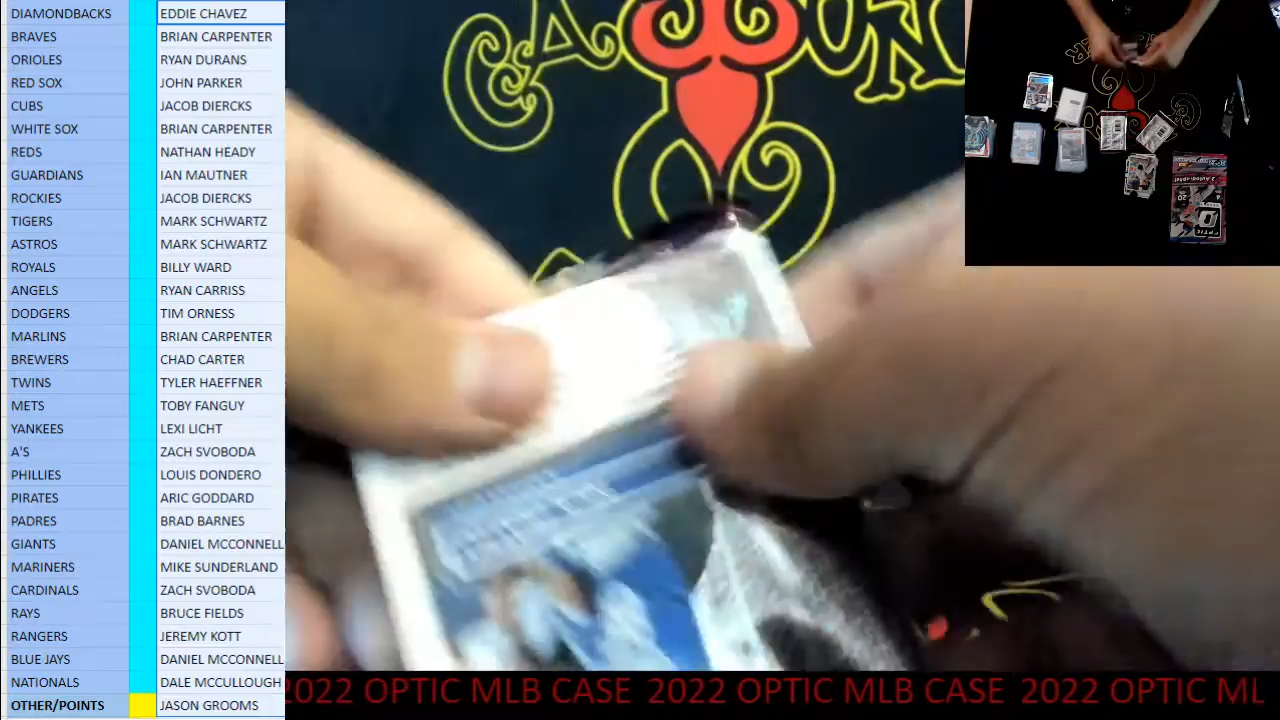 DIAMONDBACKS EDDIE CHAVEZ
BRAVES BRIAN CARPENTER
ORIOLES RYAN DURANS
RED SOX JOHN PARKER
CUBS JACOB DIERCKS
WHITE SOX BRIAN CARPENTER
REDS NATHAN HEADY
GUARDIANS IAN MAUTNER
ROCKIES JACOB DIERCKS
TIGERS MARK SCHWARTZ
ASTROS MARK SCHWARTZ
ROYALS BILLY WARD
ANGELS RYAN CARRISS
DODGERS TIM ORNESS
MARLINS BRIAN CARPENTER
BREWERS CHAD CARTER
TWINS TYLER HAEFFNER
METS TOBY FANGUY
YANKEES LEXI LICHT
A'S ZACH SVOBODA
PHILLIES LOUIS DONDERO
PIRATES ARIC GODDARD
PADRES BRAD BARNES
GIANTS DANIEL MCCONNELL
MARINERS MIKE SUNDERLAND
CARDINALS ZACH SVOBODA
RAYS BRUCE FIELDS
RANGERS JEREMY KOTT
BLUE JAYS DANIEL MCCONNELL
NATIONALS DALE MCCULLOUGH
OTHER/POINTS JASON GROOMS
2022 OPTIC MLB CASE 2022 OPTIC MLB CASE 2022 OPTIC ML